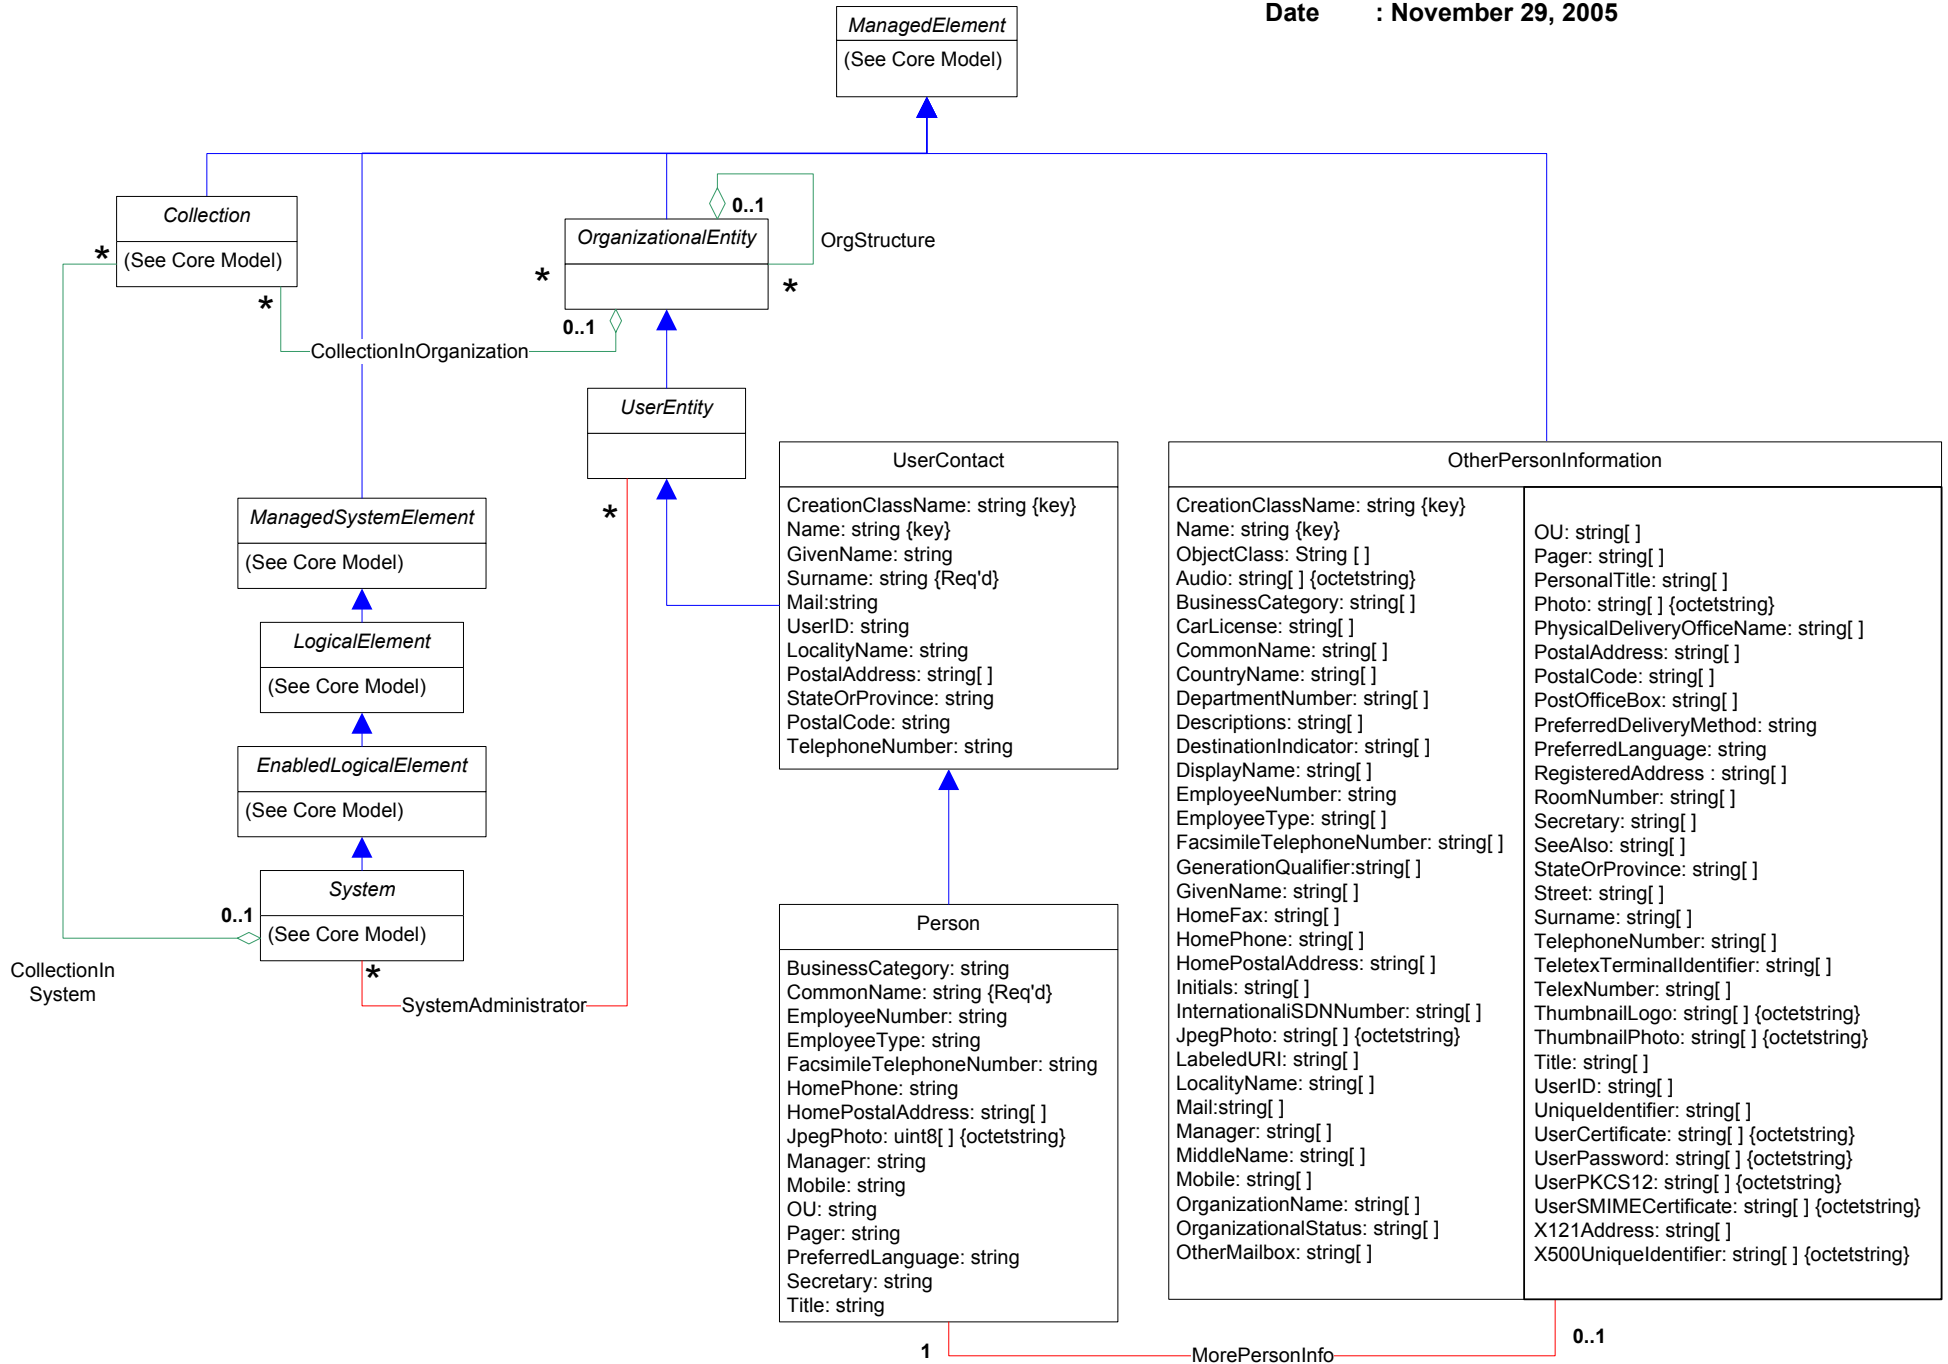 Date : November 29, 2005
ManagedElement
(See Core Model)
Collection
(See Core Model)
*
*
0..1
OrgStructure
OrganizationalEntity
*
*
0..1
CollectionInOrganization
UserEntity
*
ManagedSystemElement
(See Core Model)
LogicalElement
(See Core Model)
EnabledLogicalElement
(See Core Model)
System
(See Core Model)
0..1
*
CollectionIn
System
SystemAdministrator
UserContact
CreationClassName: string {key}
Name: string {key}
GivenName: string
Surname: string {Req'd}
Mail:string
UserID: string
LocalityName: string
PostalAddress: string[ ]
StateOrProvince: string
PostalCode: string
TelephoneNumber: string
Person
BusinessCategory: string
CommonName: string {Req'd}
EmployeeNumber: string
EmployeeType: string
FacsimileTelephoneNumber: string
HomePhone: string
HomePostalAddress: string[ ]
JpegPhoto: uint8[ ] {octetstring}
Manager: string
Mobile: string
OU: string
Pager: string
PreferredLanguage: string
Secretary: string
Title: string
OtherPersonInformation
CreationClassName: string {key}
Name: string {key}
ObjectClass: String [ ]
Audio: string[ ] {octetstring}
BusinessCategory: string[ ]
CarLicense: string[ ]
CommonName: string[ ]
CountryName: string[ ]
DepartmentNumber: string[ ]
Descriptions: string[ ]
DestinationIndicator: string[ ]
DisplayName: string[ ]
EmployeeNumber: string
EmployeeType: string[ ]
FacsimileTelephoneNumber: string[ ]
GenerationQualifier:string[ ]
GivenName: string[ ]
HomeFax: string[ ]
HomePhone: string[ ]
HomePostalAddress: string[ ]
Initials: string[ ]
InternationaliSDNNumber: string[ ]
JpegPhoto: string[ ] {octetstring}
LabeledURI: string[ ]
LocalityName: string[ ]
Mail:string[ ]
Manager: string[ ]
MiddleName: string[ ]
Mobile: string[ ]
OrganizationName: string[ ]
OrganizationalStatus: string[ ]
OtherMailbox: string[ ]
OU: string[ ]
Pager: string[ ]
PersonalTitle: string[ ]
Photo: string[ ] {octetstring}
PhysicalDeliveryOfficeName: string[ ]
PostalAddress: string[ ]
PostalCode: string[ ]
PostOfficeBox: string[ ]
PreferredDeliveryMethod: string
PreferredLanguage: string
RegisteredAddress : string[ ]
RoomNumber: string[ ]
Secretary: string[ ]
SeeAlso: string[ ]
StateOrProvince: string[ ]
Street: string[ ]
Surname: string[ ]
TelephoneNumber: string[ ]
TeletexTerminalIdentifier: string[ ]
TelexNumber: string[ ]
ThumbnailLogo: string[ ] {octetstring}
ThumbnailPhoto: string[ ] {octetstring}
Title: string[ ]
UserID: string[ ]
UniqueIdentifier: string[ ]
UserCertificate: string[ ] {octetstring}
UserPassword: string[ ] {octetstring}
UserPKCS12: string[ ] {octetstring}
UserSMIMECertificate: string[ ] {octetstring}
X121Address: string[ ]
X500UniqueIdentifier: string[ ] {octetstring}
1
MorePersonInfo
0..1